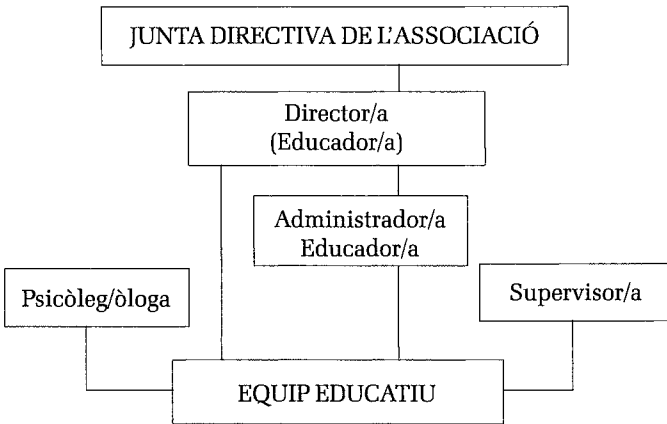 JUNTA DIRECTIVA DE L'ASSOCIACIÓ
Director/a
(Educador/a)
Administrador/a
Educador/a
Psicòleg/òloga
Supervisor/a
EQUIP EDUCATIU